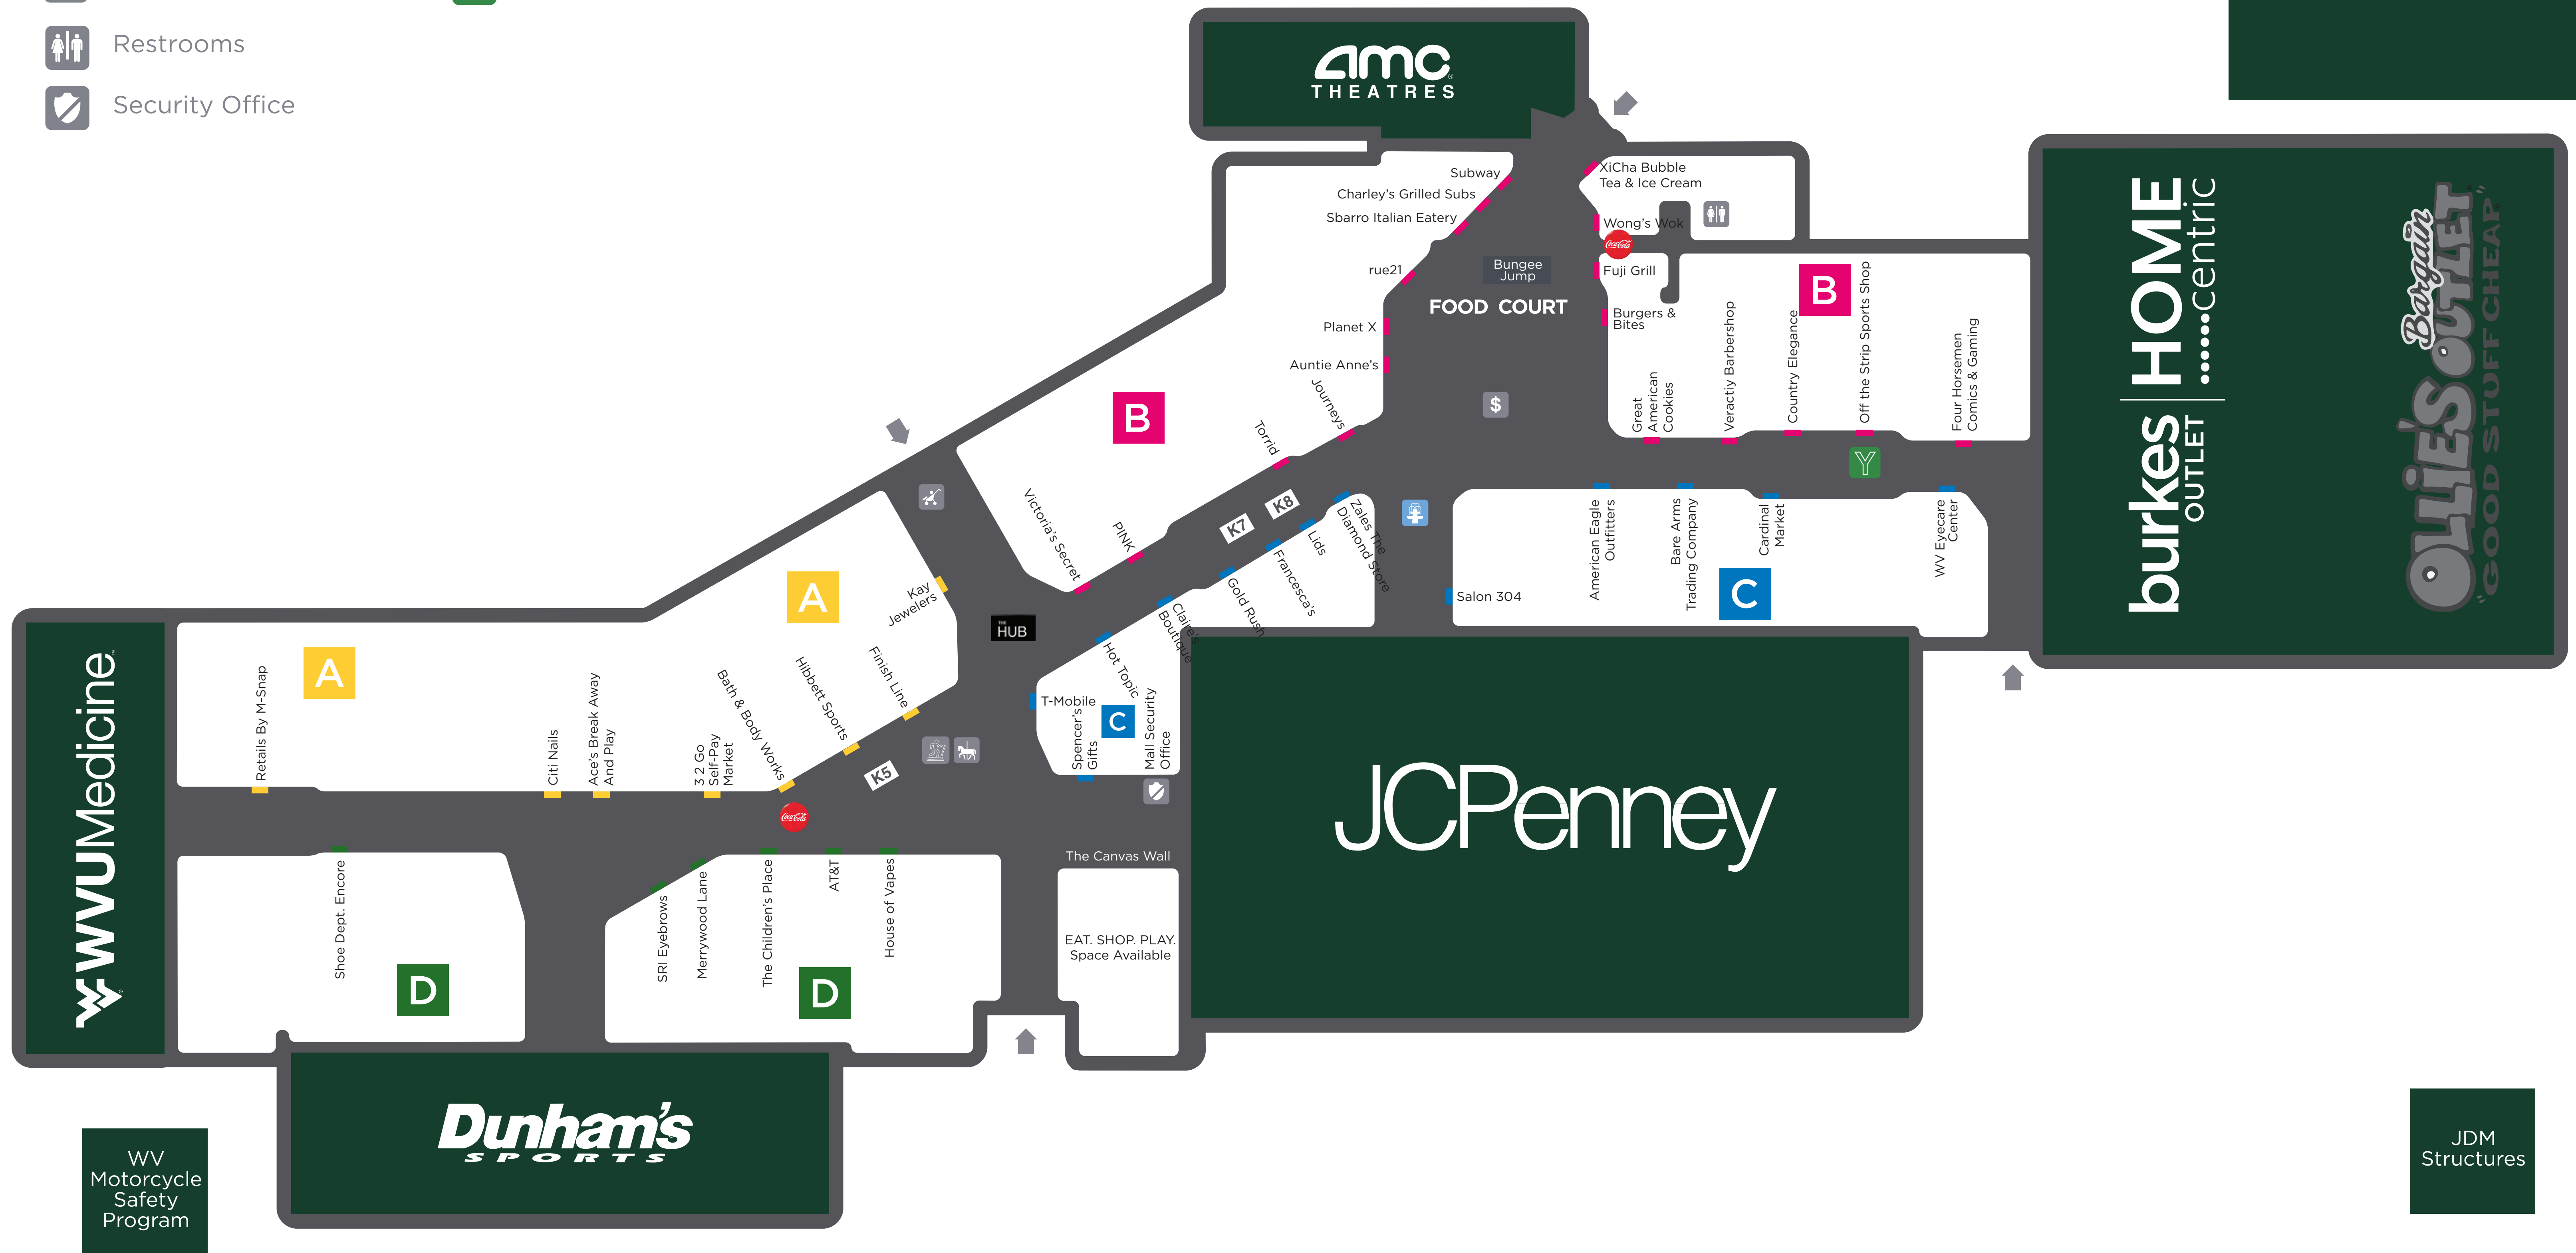 Restrooms
Security Office
amc
THEATRES
Subway
Charley's Grilled Subs
Sbarro Italian Eatery
rue21
Planet X
Auntie Anne's
Journeys
Torrid
PINK
Victoria's Secret
B
XiCha Bubble
Tea & Ice Cream
Wong's Wok
Coca-Cola
Fuji Grill
Burgers &
Bites
Bungee
Jump
FOOD COURT
$
Great
American
Cookies
Veractiy Barbershop
Country Elegance
B
Off the Strip Sports Shop
Four Horsemen
Comics & Gaming
Y
burkes
OUTLET
HOME
centric
OLLIE'S
Bargain
OUTLET
"GOOD STUFF CHEAP"
K7
K8
Zales The
Diamond Store
Lids
Francesca's
Gold Rush
Claire's
Boutique
Hot Topic
T-Mobile
Spencer's
Gifts
C
Mall Security
Office
Salon 304
American Eagle
Outfitters
Bare Arms
Trading Company
C
Cardinal
Market
WV Eyecare
Center
A
Kay
Jewelers
THE
HUB
Finish Line
Hibbett Sports
Bath & Body Works
K5
A
Retails By M-Snap
Citi Nails
Ace's Break Away
And Play
3 2 Go
Self-Pay
Market
Coca-Cola
WVUMedicine
Shoe Dept. Encore
D
SRI Eyebrows
Merrywood Lane
The Children's Place
AT&T
House of Vapes
D
The Canvas Wall
EAT. SHOP. PLAY.
Space Available
JCPenney
Dunham's
SPORTS
WV
Motorcycle
Safety
Program
JDM
Structures